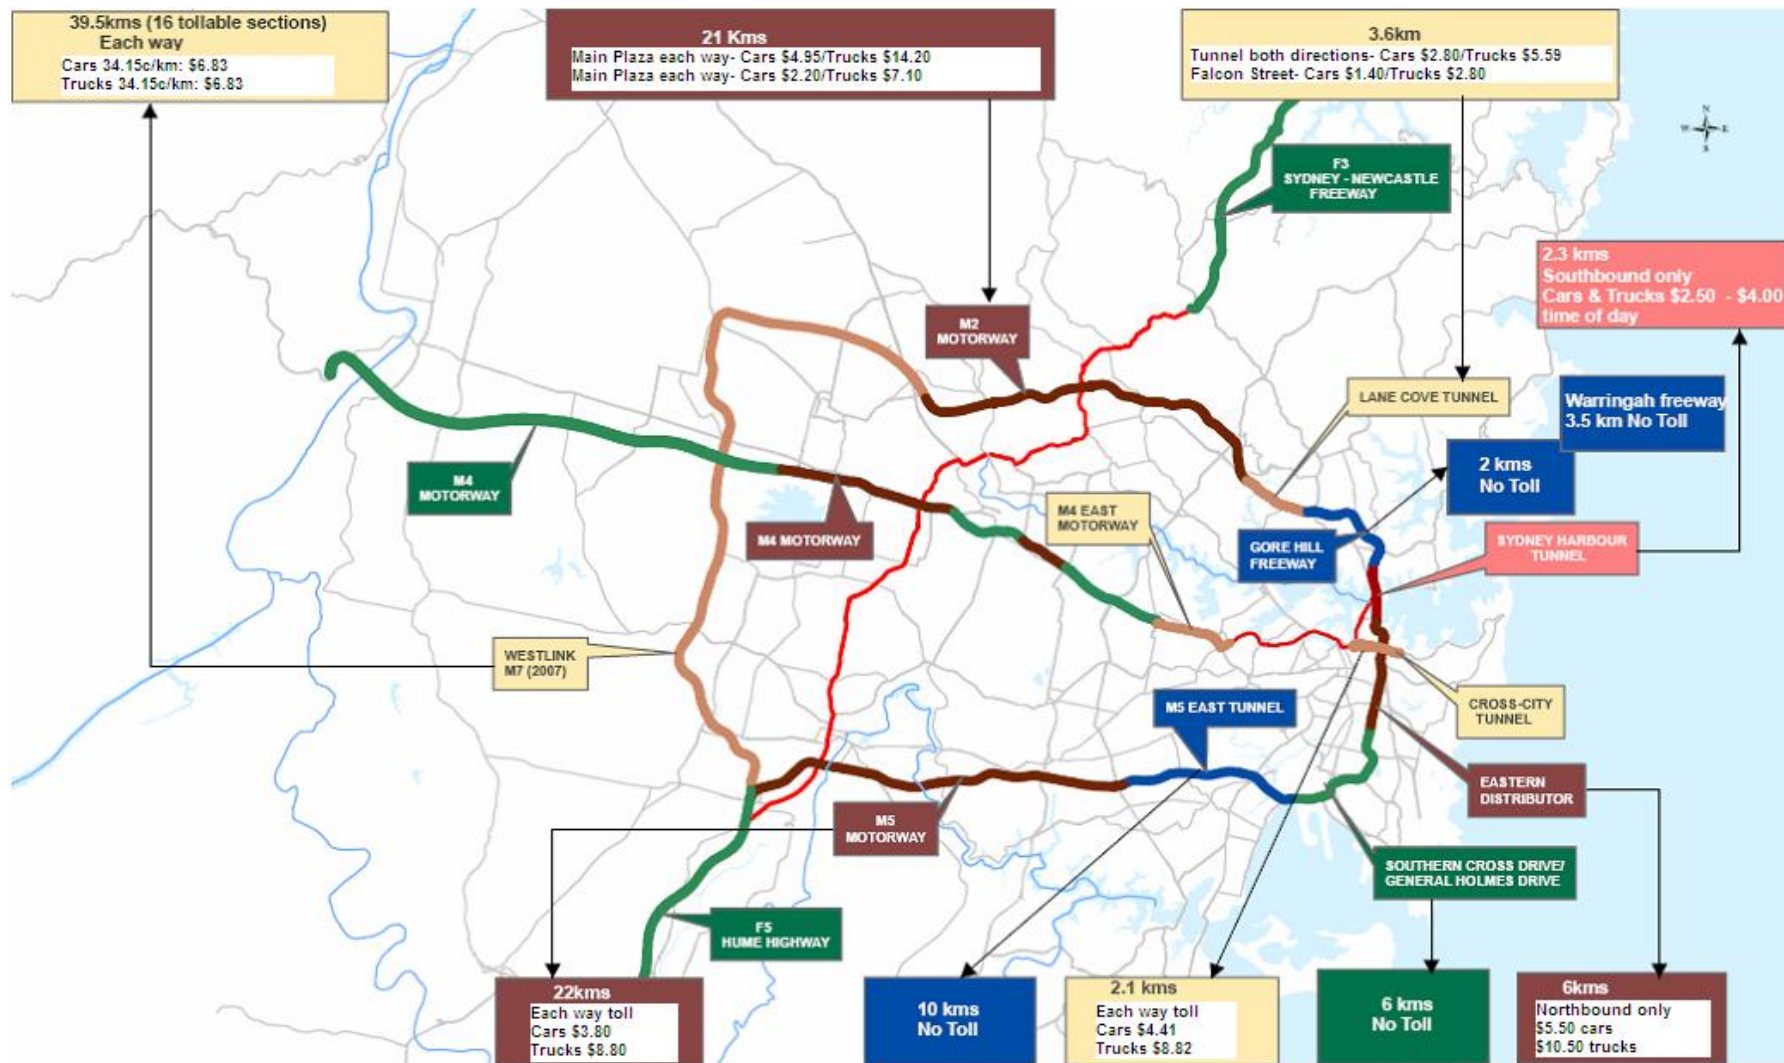 39.5kms (16 tollable sections)
Each way
Cars 34.15c/km: $6.83
Trucks 34.15c/km: $6.83
21 Kms
Main Plaza each way- Cars $4.95/Trucks $14.20
Main Plaza each way- Cars $2.20/Trucks $7.10
3.6km
Tunnel both directions- Cars $2.80/Trucks $5.59
Falcon Street- Cars $1.40/Trucks $2.80
N
W E
S
F3
SYDNEY - NEWCASTLE
FREEWAY
2.3 kms
Southbound only
Cars & Trucks $2.50 - $4.00
time of day
M2
MOTORWAY
LANE COVE TUNNEL
Warringah freeway
3.5 km No Toll
2 kms
No Toll
M4
MOTORWAY
M4 MOTORWAY
M4 EAST
MOTORWAY
GORE HILL
FREEWAY
SYDNEY HARBOUR
TUNNEL
WESTLINK
M7 (2007)
M5 EAST TUNNEL
CROSS-CITY
TUNNEL
EASTERN
DISTRIBUTOR
M5
MOTORWAY
SOUTHERN CROSS DRIVE/
GENERAL HOLMES DRIVE
F5
HUME HIGHWAY
22kms
Each way toll
Cars $3.80
Trucks $8.80
10 kms
No Toll
2.1 kms
Each way toll
Cars $4.41
Trucks $8.82
6 kms
No Toll
6kms
Northbound only
$5.50 cars
$10.50 trucks